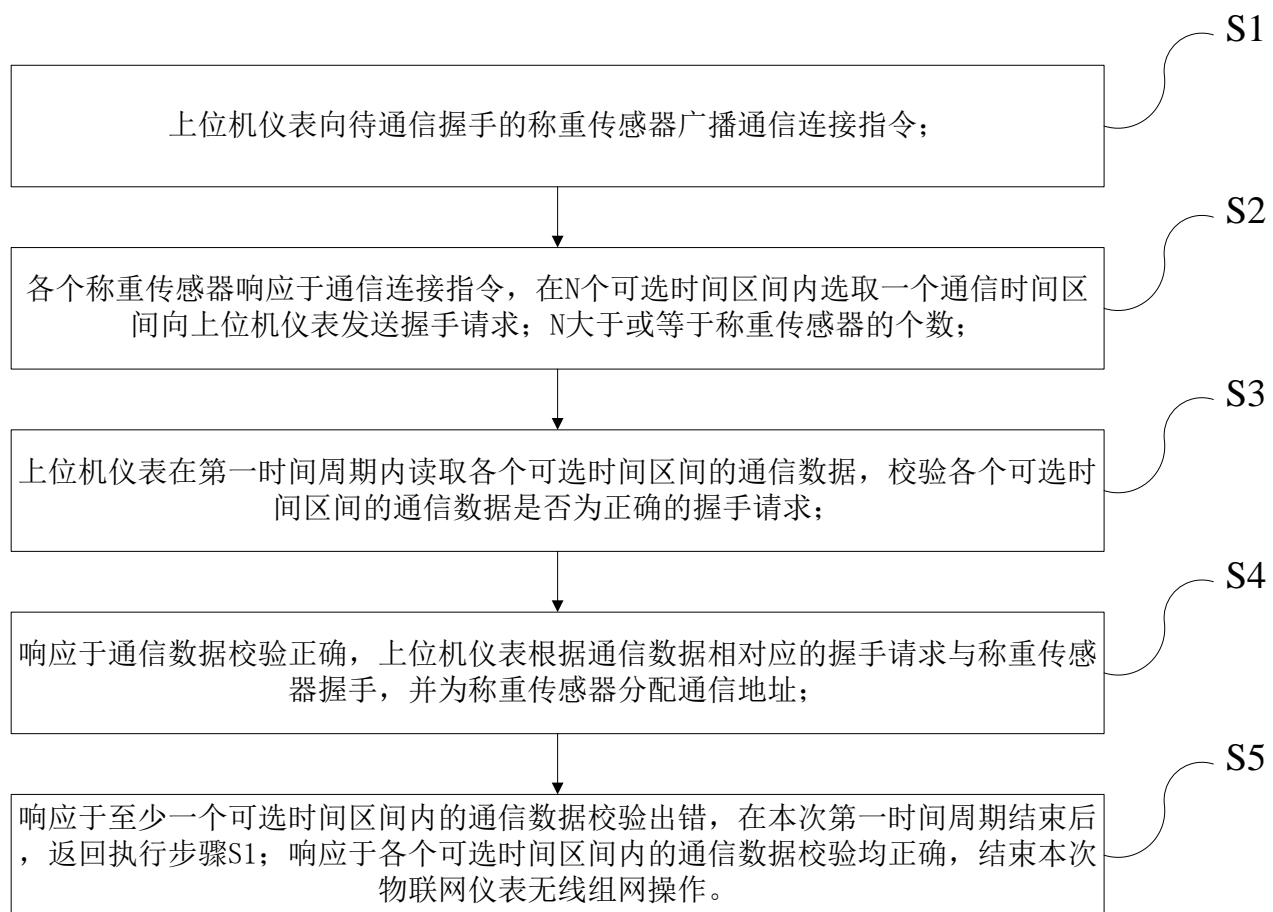 S1
上位机仪表向待通信握手的称重传感器广播通信连接指令；
S2
各个称重传感器响应于通信连接指令，在N个可选时间区间内选取一个通信时间区
间向上位机仪表发送握手请求；N大于或等于称重传感器的个数；
S3
上位机仪表在第一时间周期内读取各个可选时间区间的通信数据，校验各个可选时
间区间的通信数据是否为正确的握手请求；
S4
响应于通信数据校验正确，上位机仪表根据通信数据相对应的握手请求与称重传感
器握手，并为称重传感器分配通信地址；
S5
响应于至少一个可选时间区间内的通信数据校验出错，在本次第一时间周期结束后
，返回执行步骤S1；响应于各个可选时间区间内的通信数据校验均正确，结束本次
物联网仪表无线组网操作。